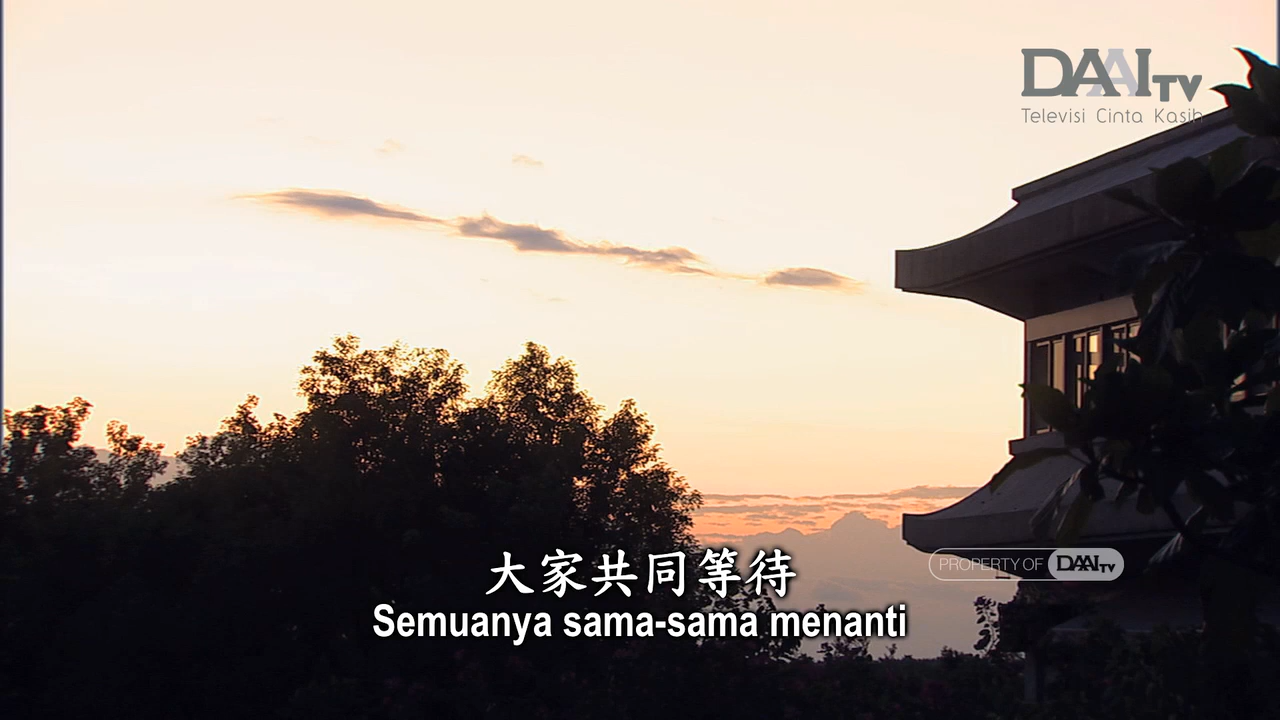 DAAI TV
Televisi Cinta Kasih
大家共同等待
PROPERTY OF DAAI TV
Semuanya sama-sama menanti